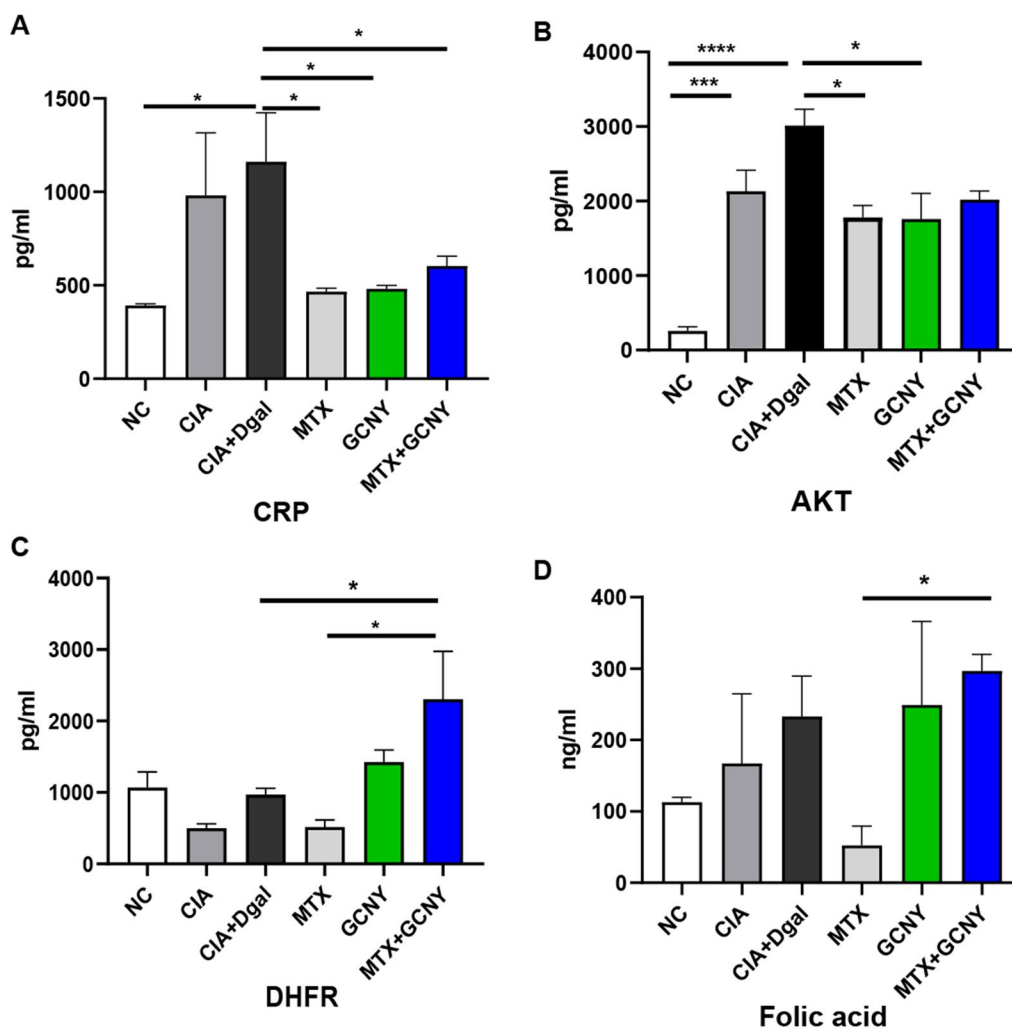 A
*
*
*
*
1500
1000
500
0
pg/ml
NC
CIA
CIA+Dgal
MTX
GCNY
MTX+GCNY
CRP
B
****
*
***
*
4000
3000
2000
1000
0
pg/ml
NC
CIA
CIA+Dgal
MTX
GCNY
MTX+GCNY
AKT
C
*
*
4000
3000
2000
1000
0
pg/ml
NC
CIA
CIA+Dgal
MTX
GCNY
MTX+GCNY
DHFR
D
*
400
300
200
100
0
ng/ml
NC
CIA
CIA+Dgal
MTX
GCNY
MTX+GCNY
Folic acid